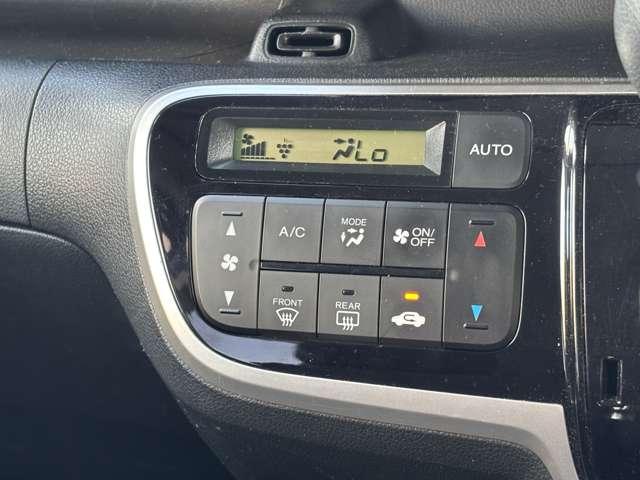 Lo
AUTO
A/C
MODE
ON/
OFF
FRONT
REAR